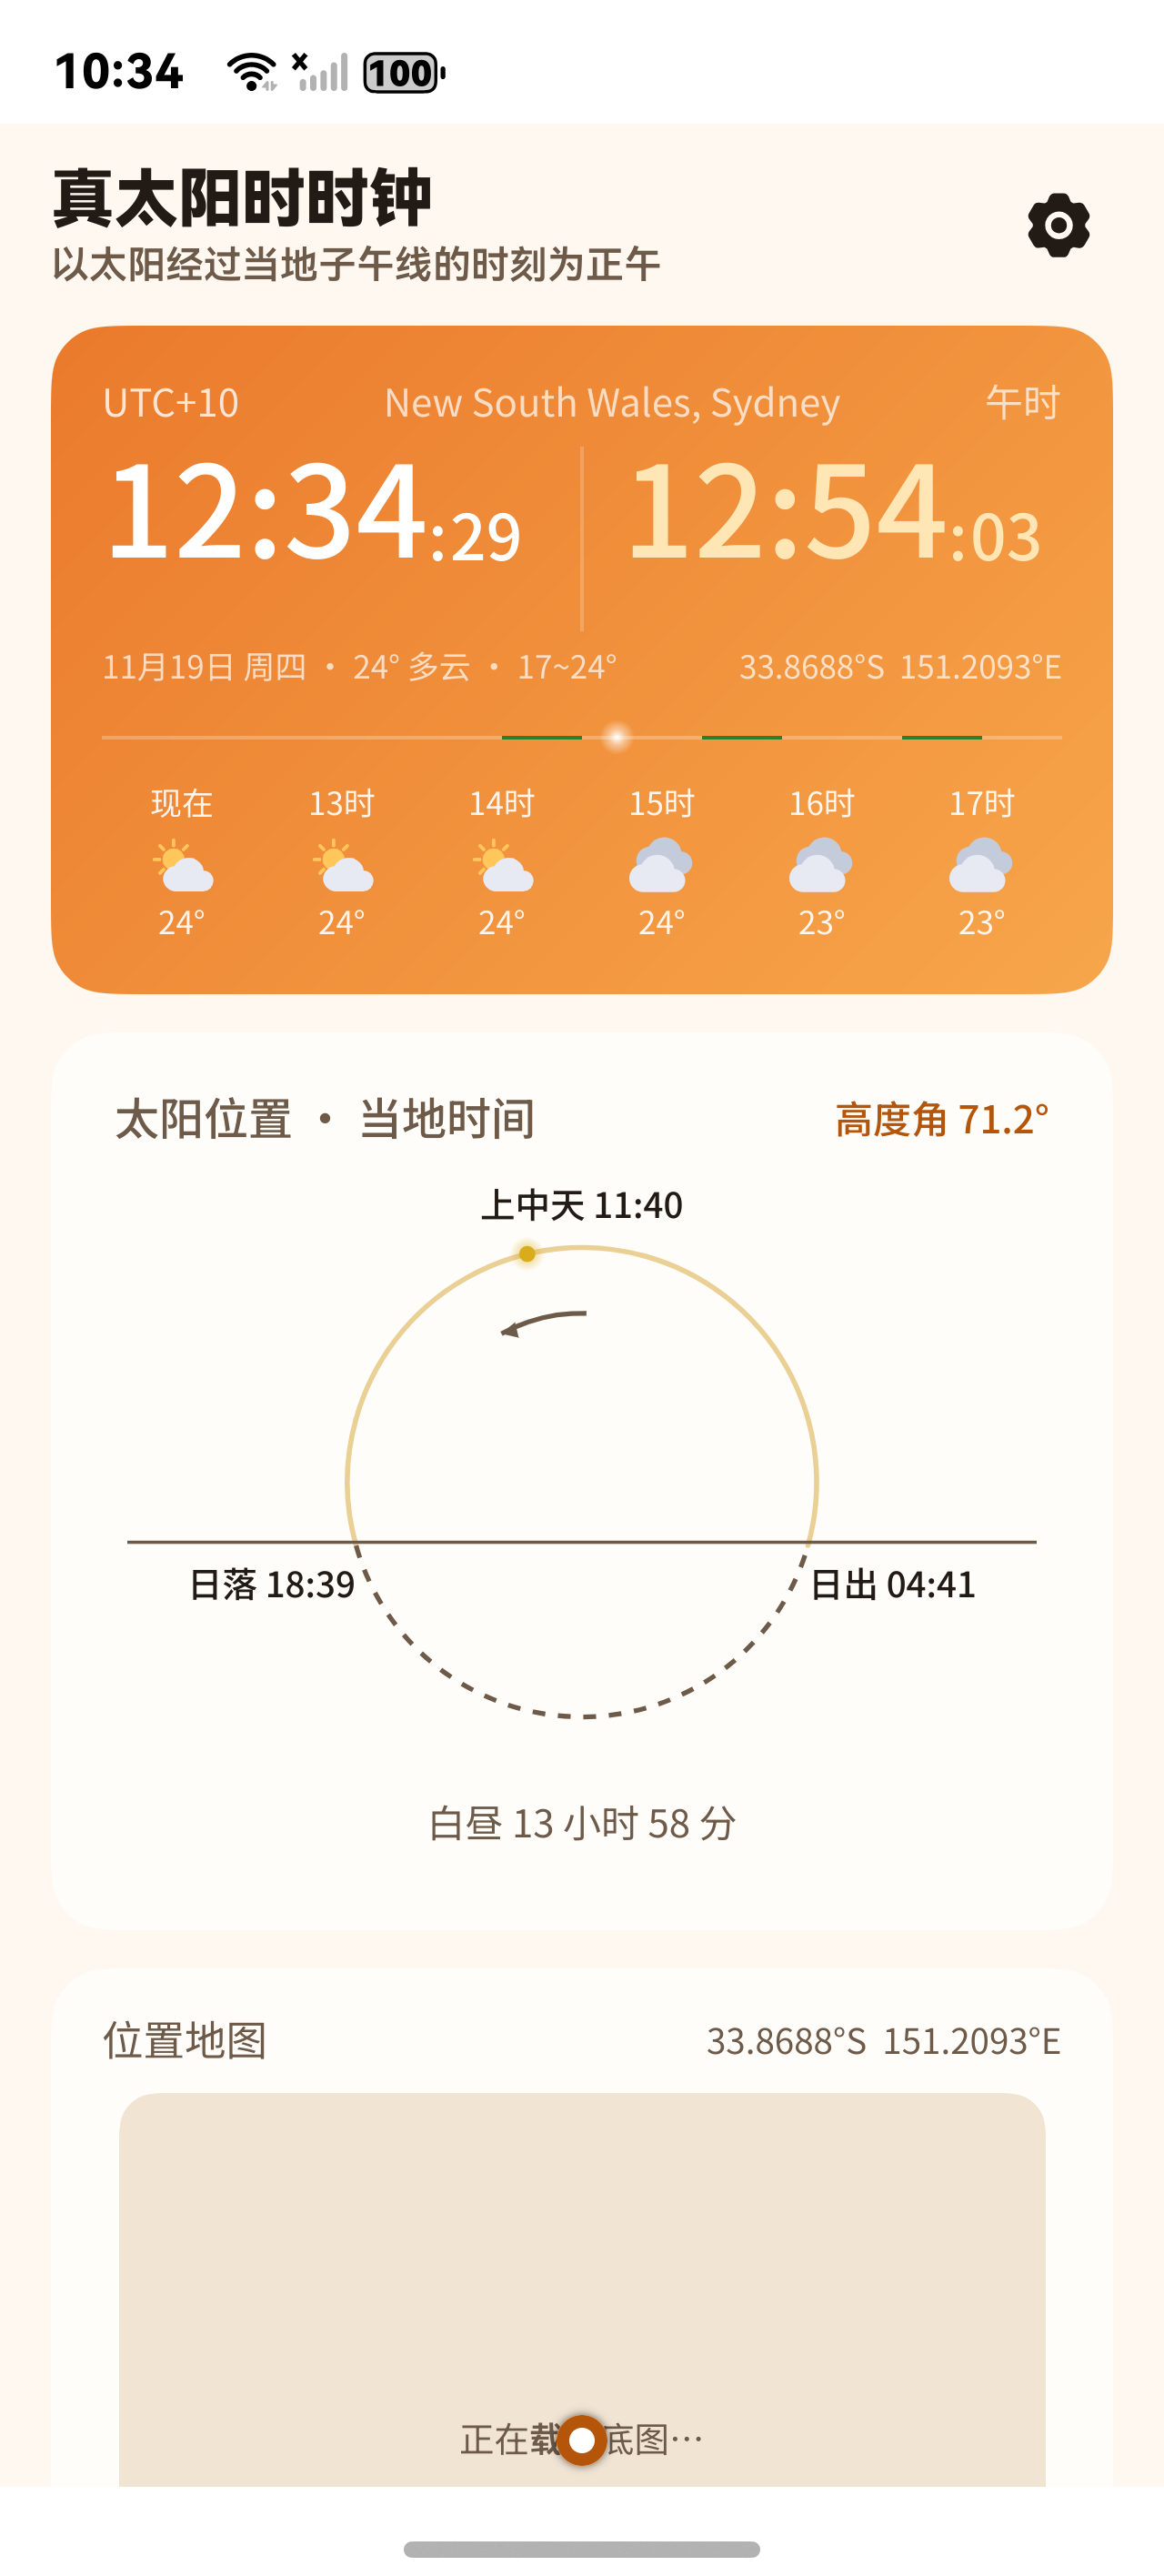 10:34 100
真太阳时时钟
以太阳经过当地子午线的时刻为正午
UTC+10 New South Wales, Sydney 午时
12:34:29 12:54:03
11月19日 周四 · 24° 多云 · 17~24° 33.8688°S 151.2093°E
现在 13时 14时 15时 16时 17时
24° 24° 24° 24° 23° 23°
太阳位置 · 当地时间 高度角 71.2°
上中天 11:40
日落 18:39 日出 04:41
白昼 13 小时 58 分
位置地图 33.8688°S 151.2093°E
正在载底图…